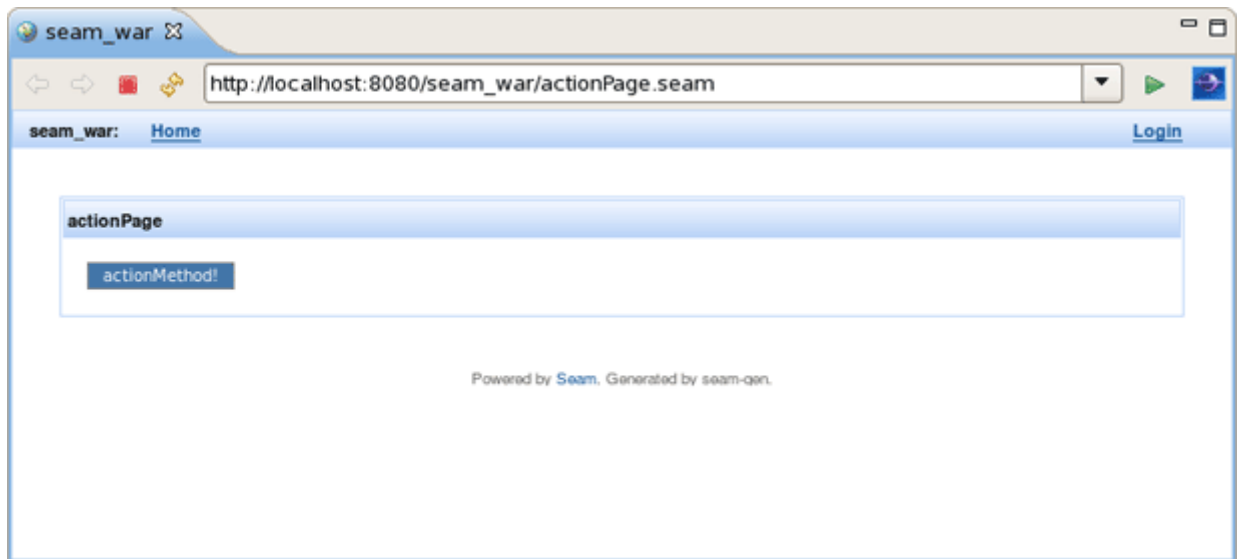 seam_war
http://localhost:8080/seam_war/actionPage.seam
seam_war: Home Login
actionPage
actionMethod!
Powered by Seam. Generated by seam-gen.